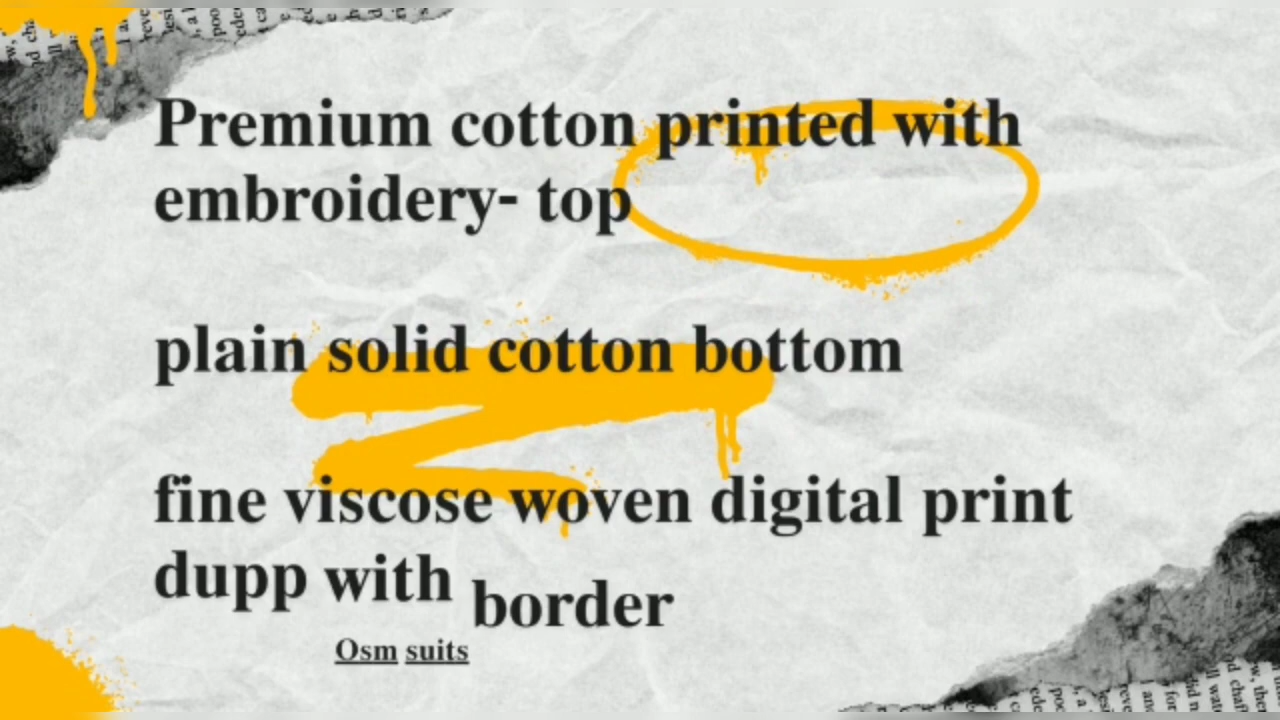 Premium cotton printed with
embroidery- top
plain solid cotton bottom
fine viscose woven digital print
dupp with border
Osm suits